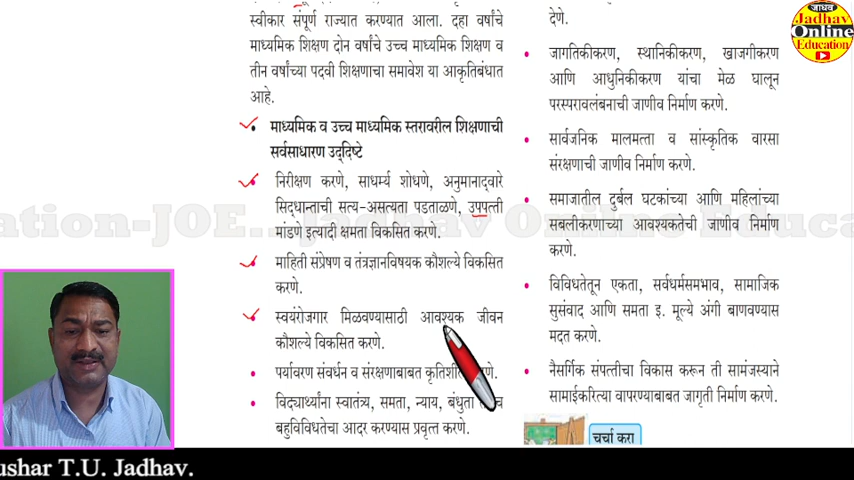 स्वीकार संपूर्ण राज्यात करण्यात आला. दहा वर्षांचे
माध्यमिक शिक्षण दोन वर्षांचे उच्च माध्यमिक शिक्षण व
तीन वर्षांच्या पदवी शिक्षणाचा समावेश या आकृतिबंधात
आहे.
• माध्यमिक व उच्च माध्यमिक स्तरावरील शिक्षणाची
सर्वसाधारण उद्‌दिष्टे
• निरीक्षण करणे, साधर्म्य शोधणे, अनुमानाद्‌वारे
सिद्धान्ताची सत्य-असत्यता पडताळणे, उपपत्ती
मांडणे इत्यादी क्षमता विकसित करणे.
• माहिती संप्रेषण व तंत्रज्ञानविषयक कौशल्ये विकसित
करणे.
• स्वयंरोजगार मिळवण्यासाठी आवश्यक जीवन
कौशल्ये विकसित करणे.
• पर्यावरण संवर्धन व संरक्षणाबाबत
• विद्‌यार्थ्यांना स्वातंत्र्य, समता, न्याय, बंधुता
बहुविविधतेचा आदर करण्यास प्रवृत्त करणे.
देणे.
• जागतिकीकरण, स्थानिकीकरण, खाजगीकरण
आणि आधुनिकीकरण यांचा मेळ घालून
परस्परावलंबनाची जाणीव निर्माण करणे.
• सार्वजनिक मालमत्ता व सांस्कृतिक वारसा
संरक्षणाची जाणीव निर्माण करणे.
• समाजातील दुर्बल घटकांच्या आणि महिलांच्या
सबलीकरणाच्या आवश्यकतेची जाणीव निर्माण
करणे.
• विविधतेतून एकता, सर्वधर्मसमभाव, सामाजिक
सुसंवाद आणि समता इ. मूल्ये अंगी बाणवण्यास
मदत करणे.
• नैसर्गिक संपत्तीचा विकास करून ती सामंजस्याने
सामाईकरित्या वापरण्याबाबत जागृती निर्माण करणे.
चर्चा करा
जाधव
Jadhav
Online
Education
ation-JOE...Jadhav Online Educa
ushar T.U. Jadhav.